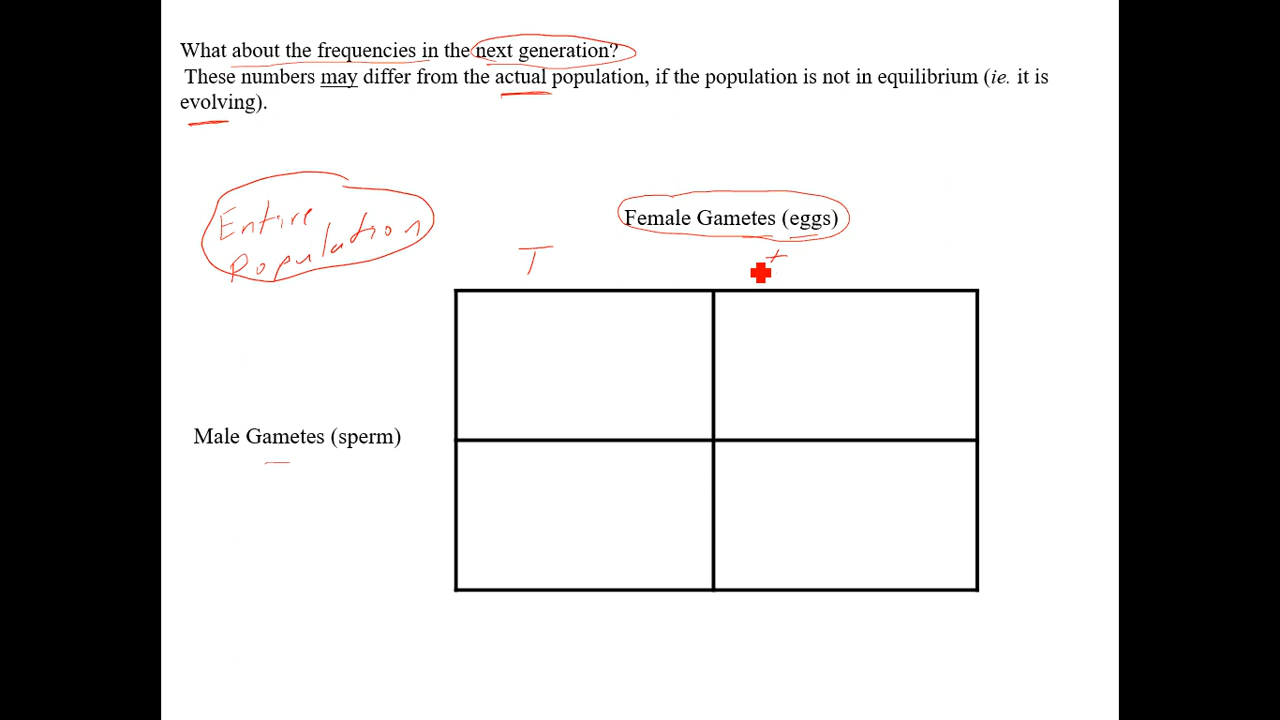 What about the frequencies in the next generation?
These numbers may differ from the actual population, if the population is not in equilibrium (ie. it is
evolving).
Entire
Population
Female Gametes (eggs)
T t
Male Gametes (sperm)